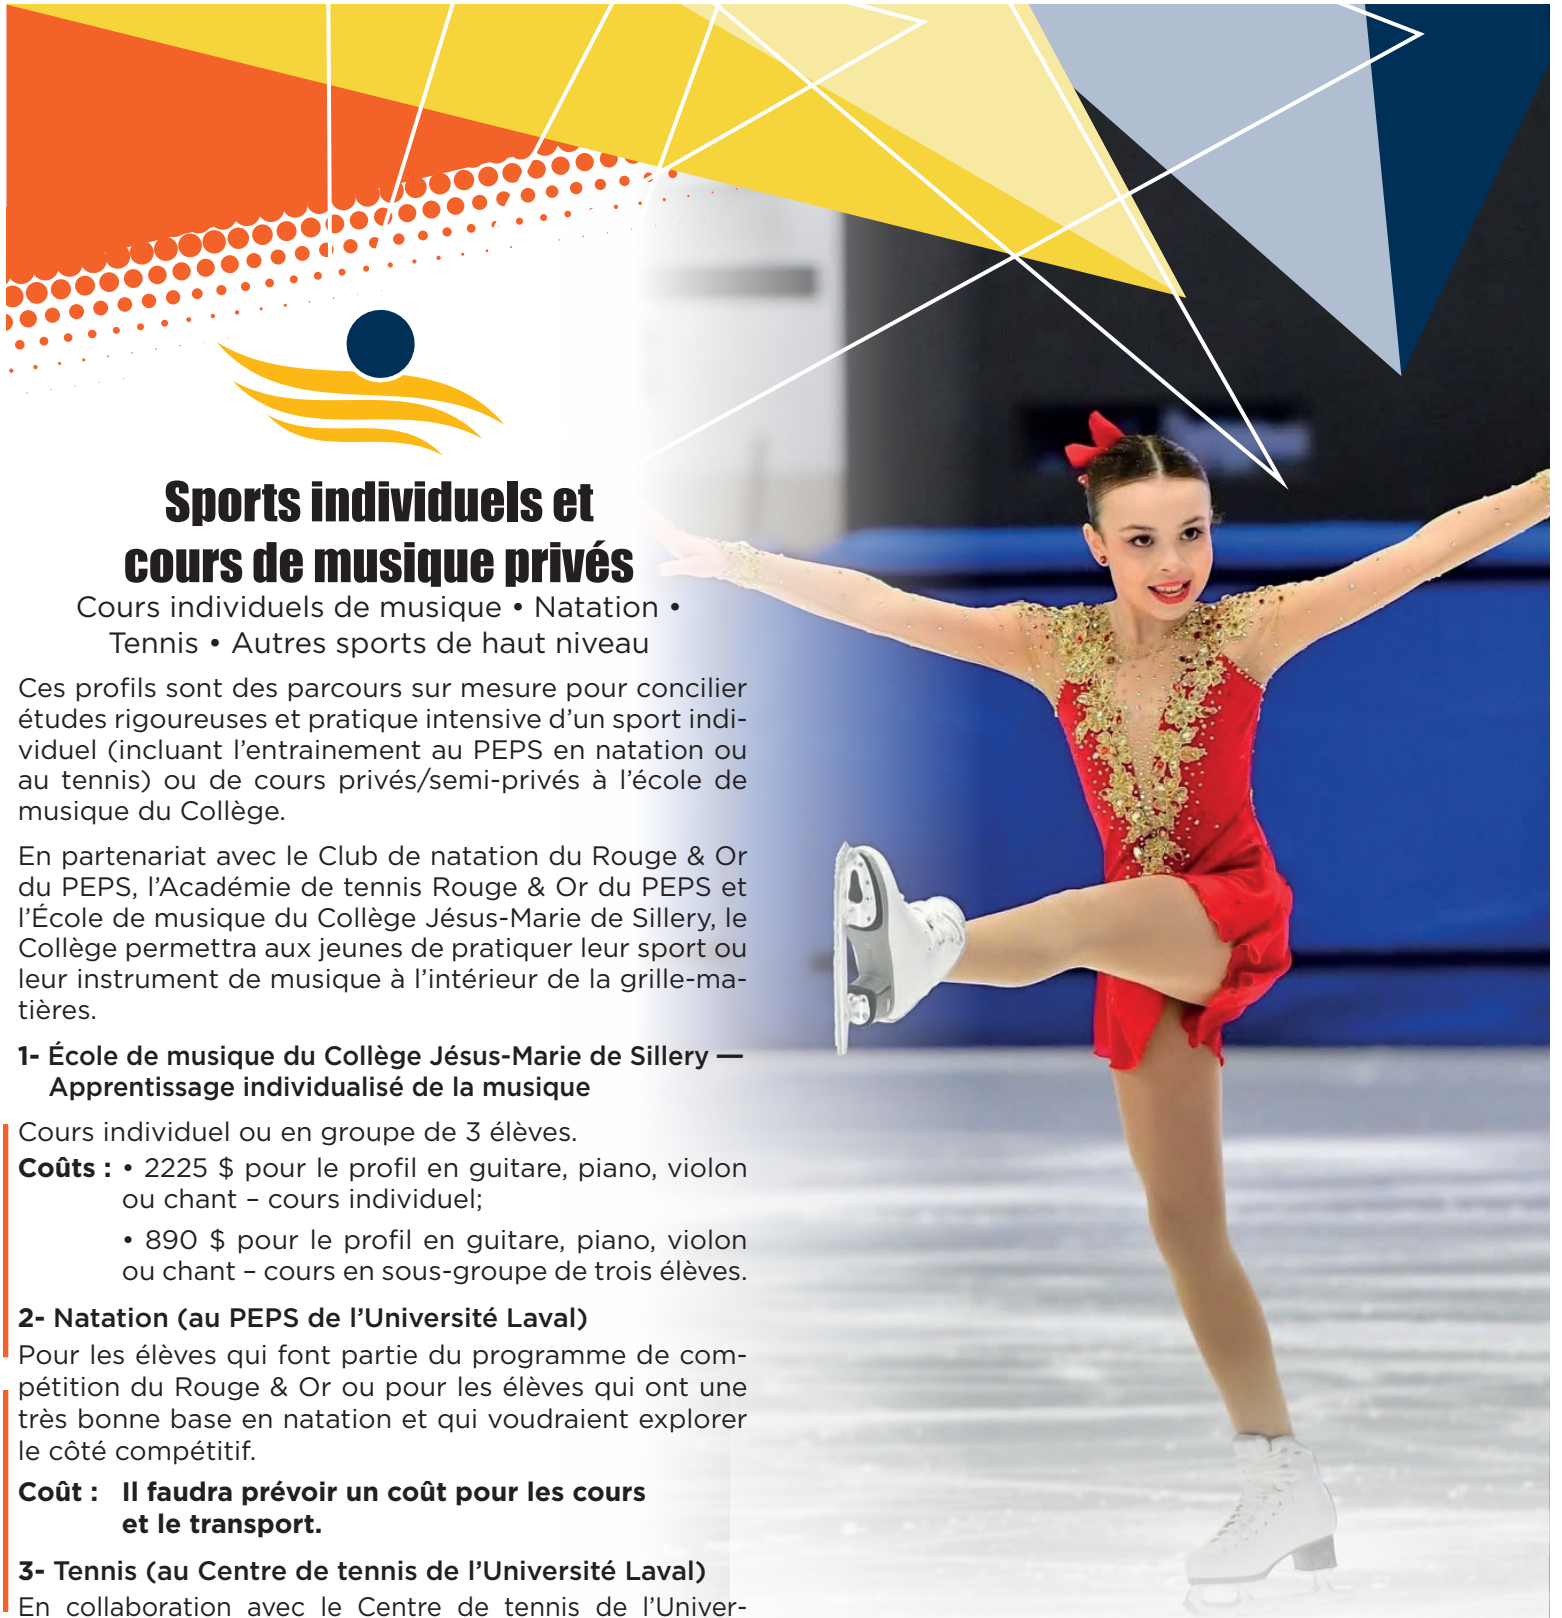 Sports individuels et
cours de musique privés
Cours individuels de musique • Natation •
Tennis • Autres sports de haut niveau
Ces profils sont des parcours sur mesure pour concilier
études rigoureuses et pratique intensive d’un sport indi-
viduel (incluant l’entrainement au PEPS en natation ou
au tennis) ou de cours privés/semi-privés à l’école de
musique du Collège.
En partenariat avec le Club de natation du Rouge & Or
du PEPS, l’Académie de tennis Rouge & Or du PEPS et
l’École de musique du Collège Jésus-Marie de Sillery, le
Collège permettra aux jeunes de pratiquer leur sport ou
leur instrument de musique à l’intérieur de la grille-ma-
tières.
1- École de musique du Collège Jésus-Marie de Sillery —
Apprentissage individualisé de la musique
Cours individuel ou en groupe de 3 élèves.
Coûts : • 2225 $ pour le profil en guitare, piano, violon
ou chant – cours individuel;
• 890 $ pour le profil en guitare, piano, violon
ou chant – cours en sous-groupe de trois élèves.
2- Natation (au PEPS de l’Université Laval)
Pour les élèves qui font partie du programme de com-
pétition du Rouge & Or ou pour les élèves qui ont une
très bonne base en natation et qui voudraient explorer
le côté compétitif.
Coût : Il faudra prévoir un coût pour les cours
et le transport.
3- Tennis (au Centre de tennis de l’Université Laval)
En collaboration avec le Centre de tennis de l’Univer-